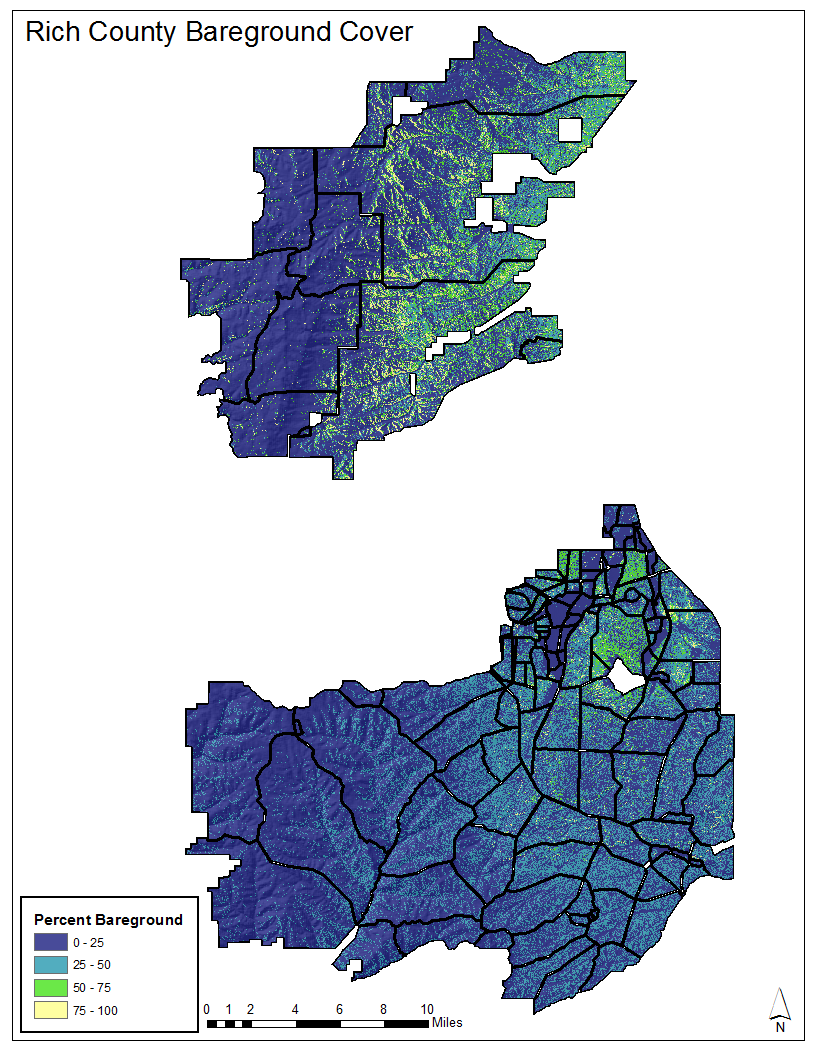 Rich County Bareground Cover
Percent Bareground
0 - 25
25 - 50
50 - 75
75 - 100
0 1 2 4 6 8 10
Miles
N